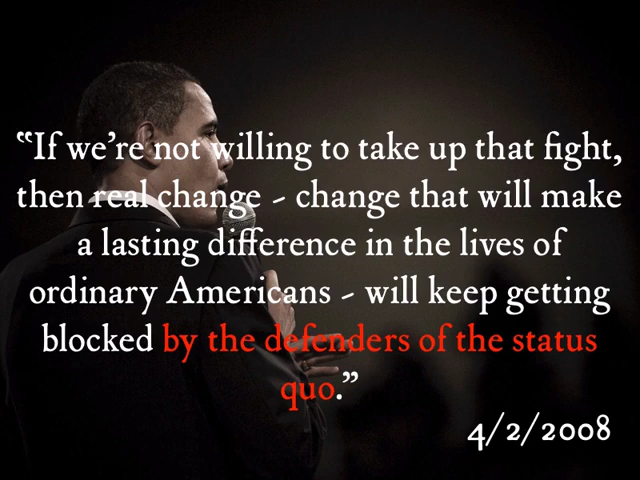 “If we’re not willing to take up that fight,
then real change - change that will make
a lasting difference in the lives of
ordinary Americans - will keep getting
blocked by the defenders of the status
quo.”
4/2/2008